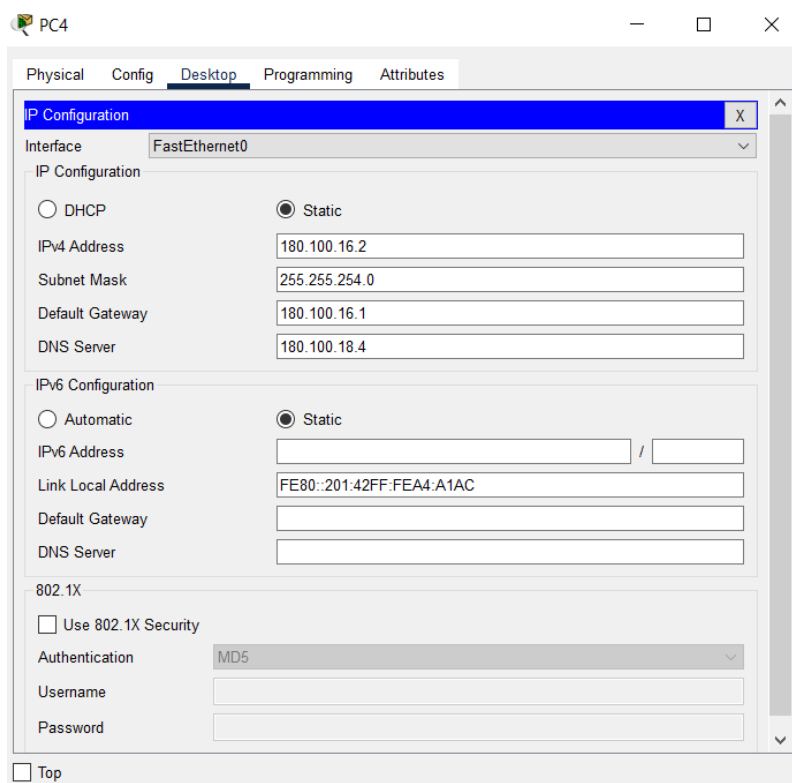 PC4
Physical Config Desktop Programming Attributes
IP Configuration X
Interface FastEthernet0
IP Configuration
DHCP Static
IPv4 Address 180.100.16.2
Subnet Mask 255.255.254.0
Default Gateway 180.100.16.1
DNS Server 180.100.18.4
IPv6 Configuration
Automatic Static
IPv6 Address /
Link Local Address FE80::201:42FF:FEA4:A1AC
Default Gateway
DNS Server
802.1X
Use 802.1X Security
Authentication MD5
Username
Password
Top